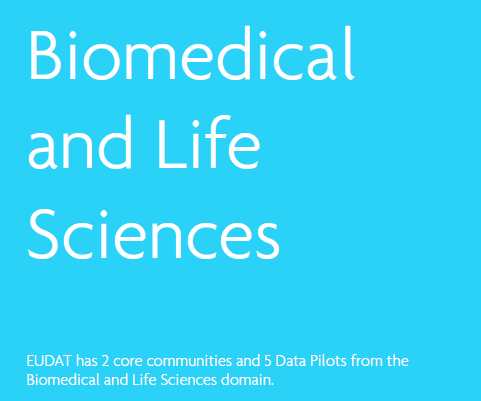 Biomedical
and Life
Sciences
EUDAT has 2 core communities and 5 Data Pilots from the
Biomedical and Life Sciences domain.